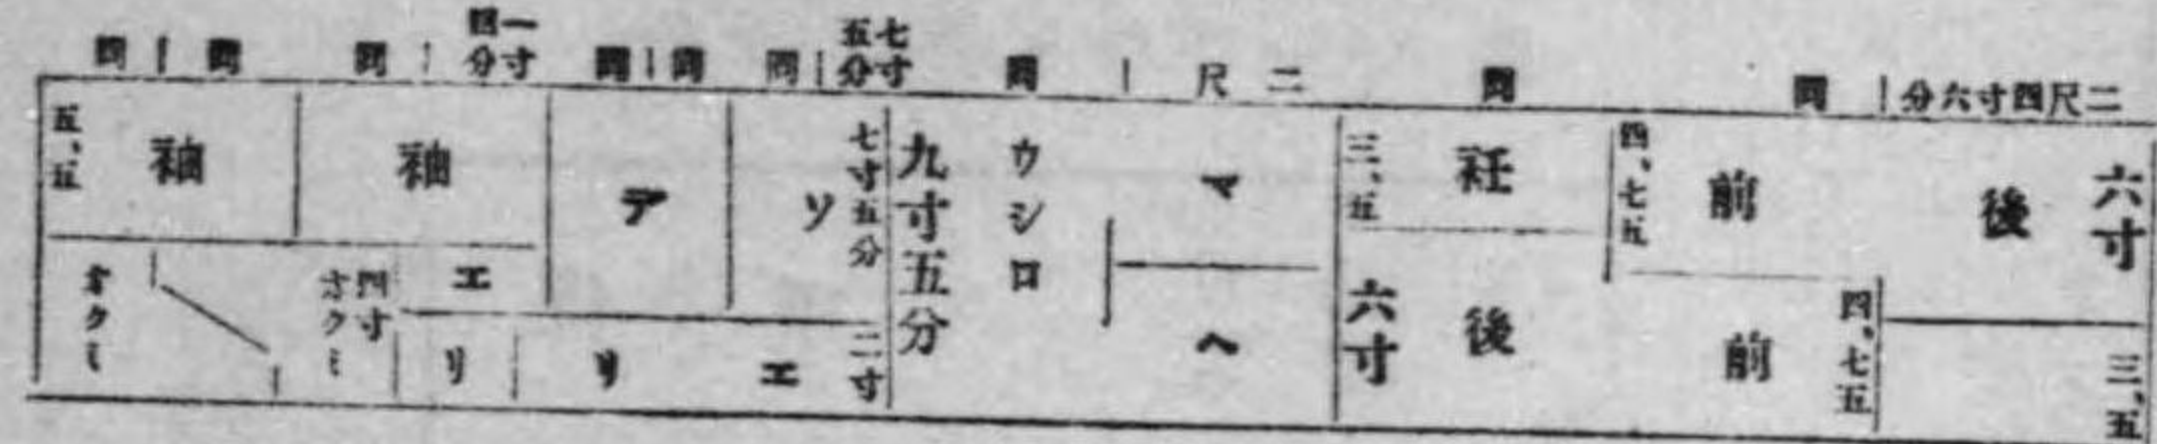 二尺四寸六分|同
同
二尺|同
七寸五分|同
同|同
一寸四分|同
同|同
六寸
後
三、五
前
四、七五
前
四、七五
衽
三、五
後
六寸
マ
ヘ
ウシロ
九寸五分
七寸五分
ソ
デ
二寸
エ
リ
袖
エ
リ
四寸
オクミ
袖
五、五
オクミ